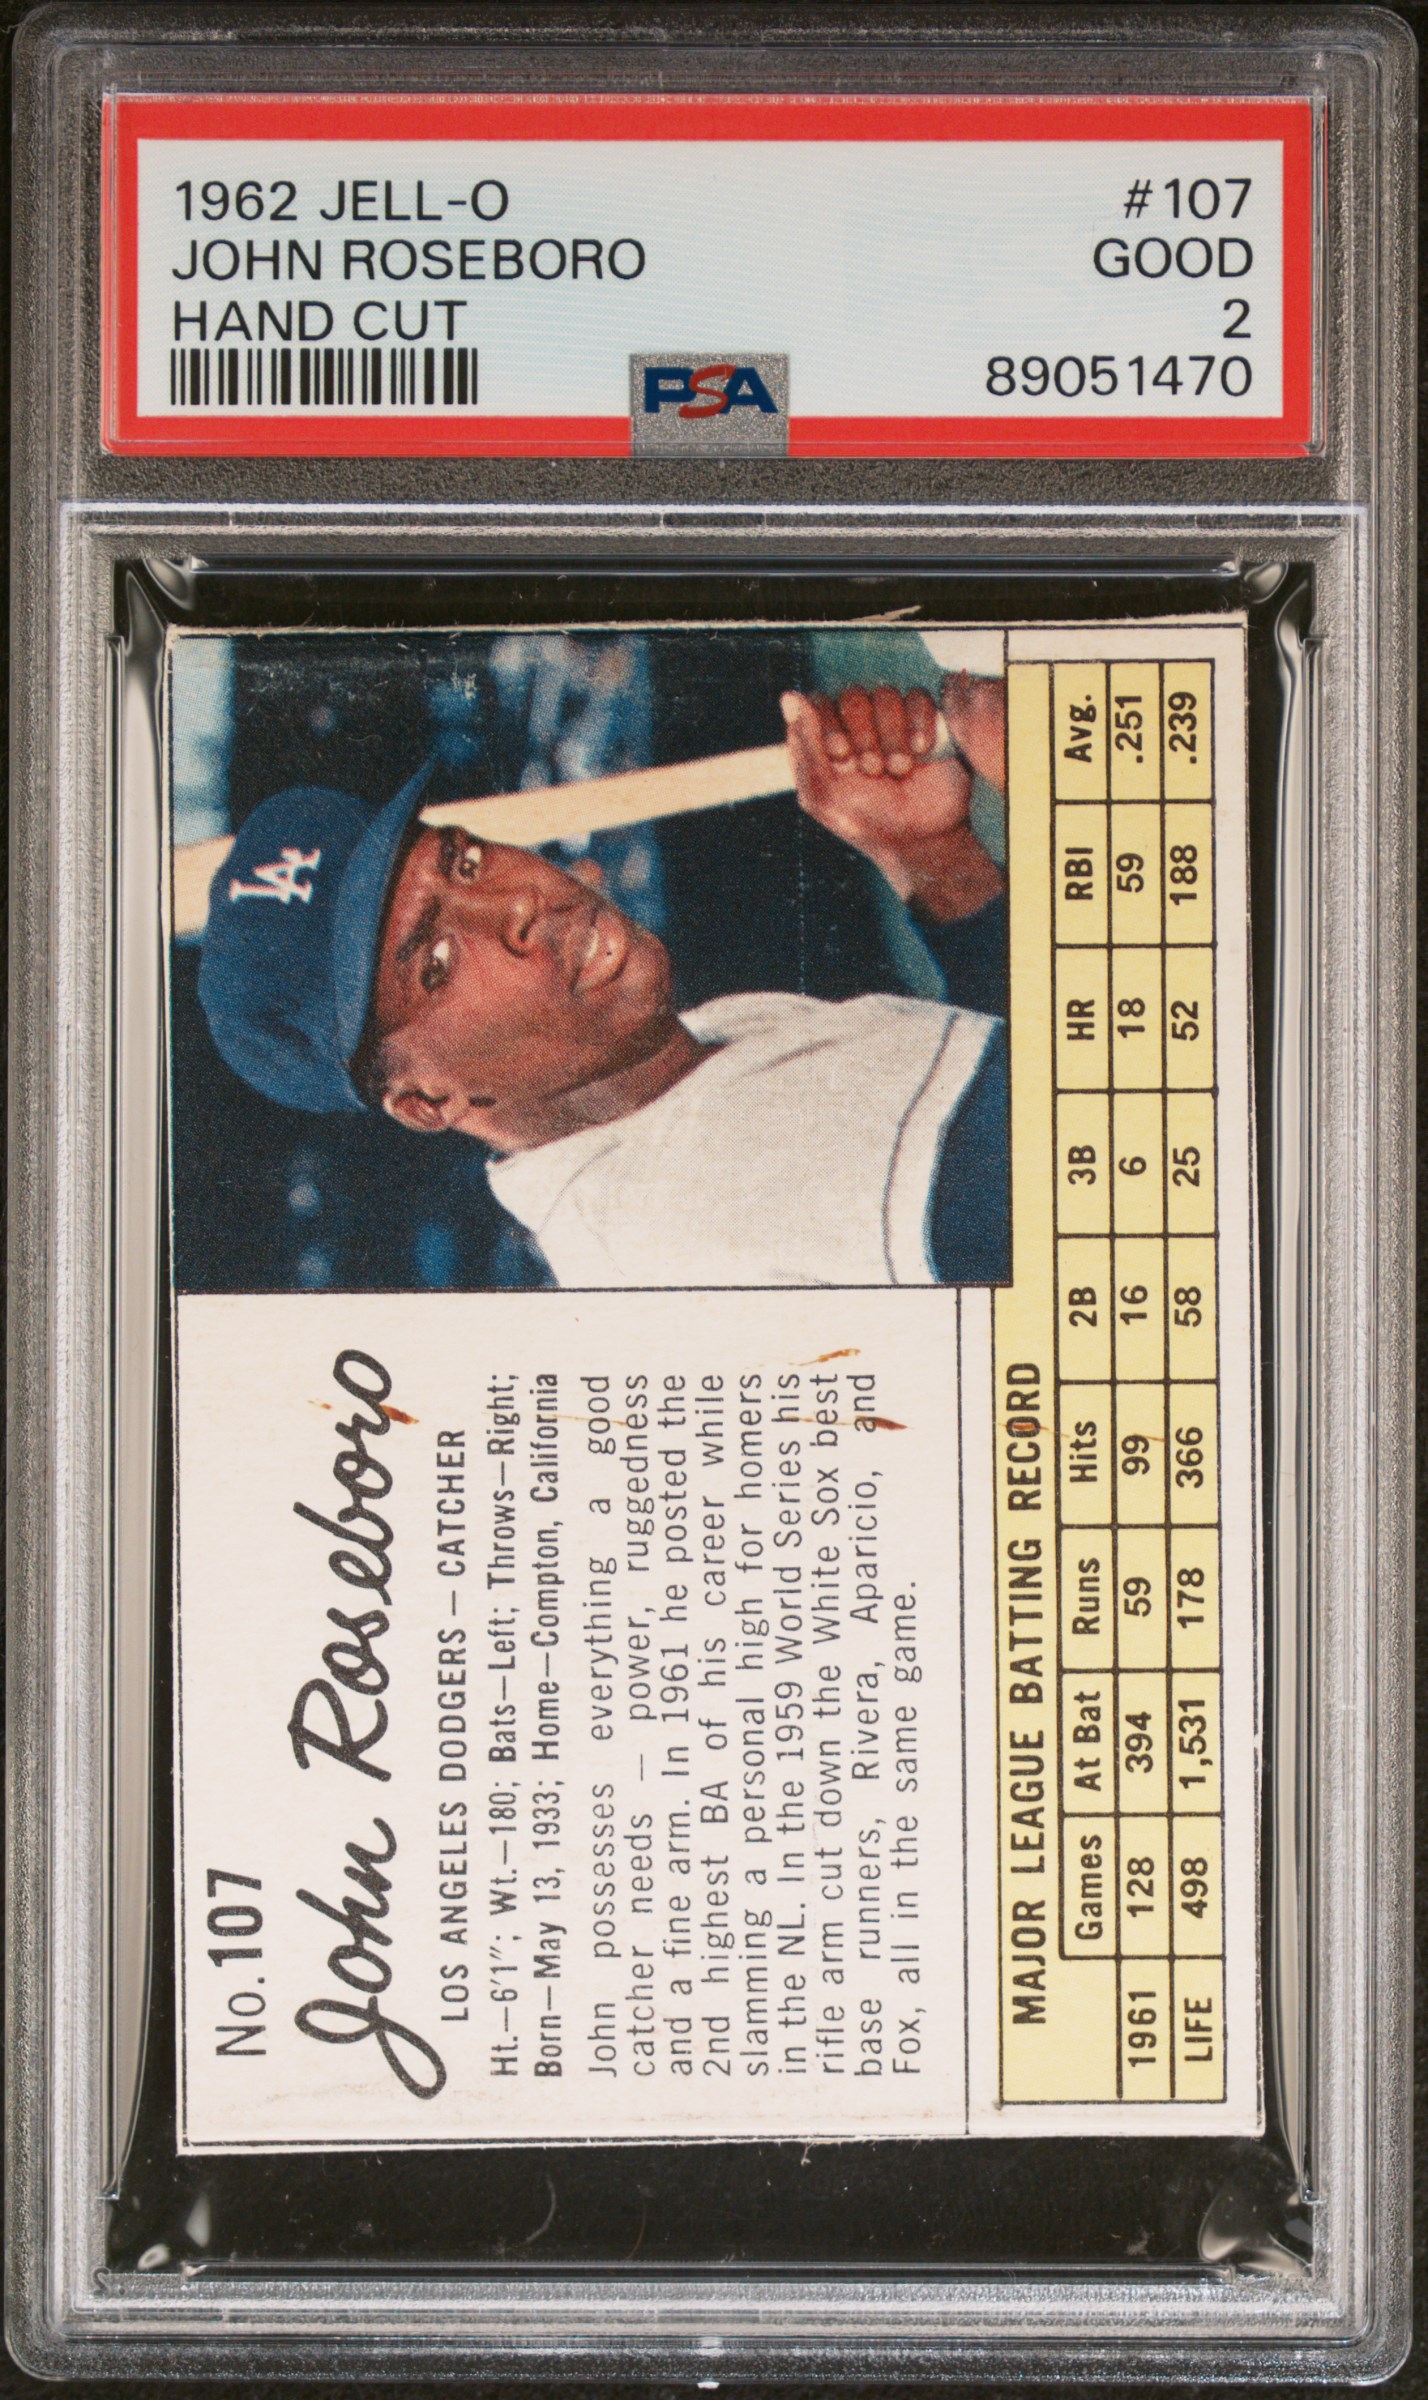 1962 JELL-O #107
JOHN ROSEBORO GOOD
HAND CUT 2
PSA 89051470
LA
No. 107
John Roseboro
LOS ANGELES DODGERS — CATCHER
Ht.—6'1"; Wt.—180; Bats—Left; Throws—Right;
Born—May 13, 1933; Home—Compton, California
John possesses everything a good
catcher needs — power, ruggedness
and a fine arm. In 1961 he posted the
2nd highest BA of his career while
slamming a personal high for homers
in the NL. In the 1959 World Series his
rifle arm cut down the White Sox best
base runners, Rivera, Aparicio, and
Fox, all in the same game.
MAJOR LEAGUE BATTING RECORD
Games At Bat Runs Hits 2B 3B HR RBI Avg.
1961 128 394 59 99 16 6 18 59 .251
LIFE 498 1,531 178 366 58 25 52 188 .239